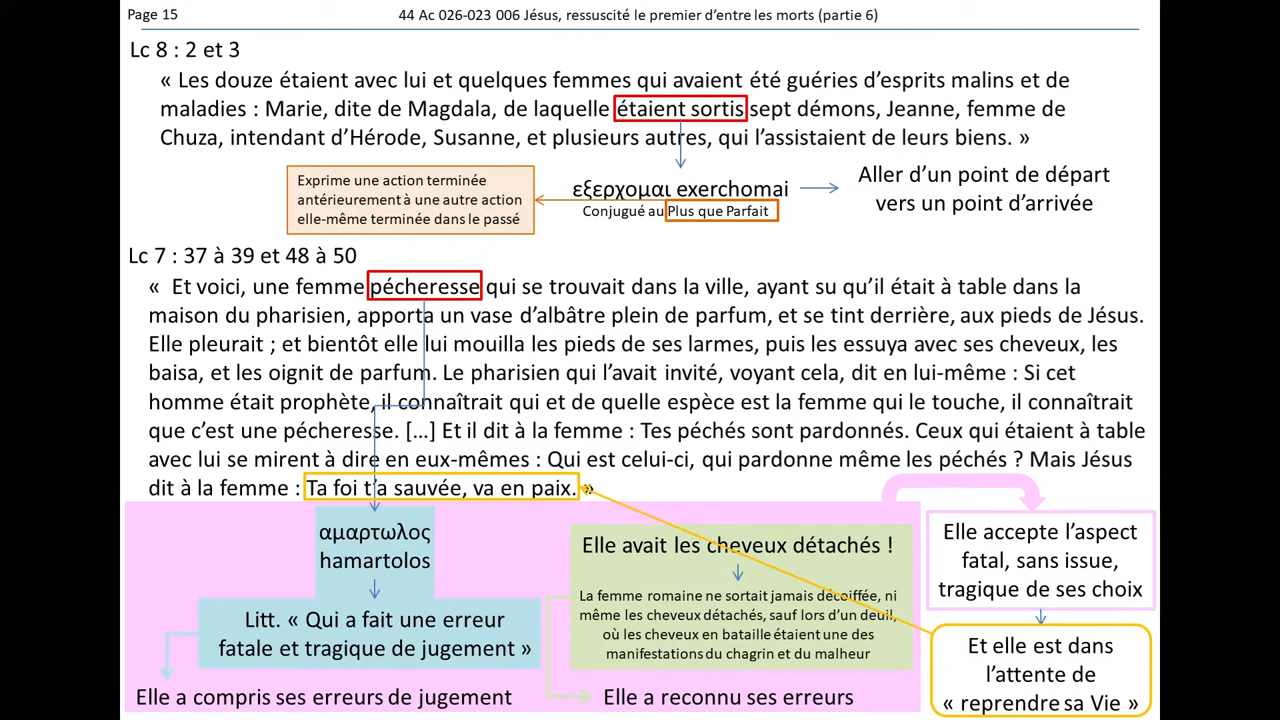 Page 15
44 Ac 026-023 006 Jésus, ressuscité le premier d’entre les morts (partie 6)
Lc 8 : 2 et 3
« Les douze étaient avec lui et quelques femmes qui avaient été guéries d’esprits malins et de
maladies : Marie, dite de Magdala, de laquelle étaient sortis sept démons, Jeanne, femme de
Chuza, intendant d’Hérode, Susanne, et plusieurs autres, qui l’assistaient de leurs biens. »
Exprime une action terminée
antérieurement à une autre action
elle-même terminée dans le passé
εξερχομαι exerchomai
Conjugué au Plus que Parfait
Aller d’un point de départ
vers un point d’arrivée
Lc 7 : 37 à 39 et 48 à 50
« Et voici, une femme pécheresse qui se trouvait dans la ville, ayant su qu’il était à table dans la
maison du pharisien, apporta un vase d’albâtre plein de parfum, et se tint derrière, aux pieds de Jésus.
Elle pleurait ; et bientôt elle lui mouilla les pieds de ses larmes, puis les essuya avec ses cheveux, les
baisa, et les oignit de parfum. Le pharisien qui l’avait invité, voyant cela, dit en lui-même : Si cet
homme était prophète, il connaîtrait qui et de quelle espèce est la femme qui le touche, il connaîtrait
que c’est une pécheresse. […] Et il dit à la femme : Tes péchés sont pardonnés. Ceux qui étaient à table
avec lui se mirent à dire en eux-mêmes : Qui est celui-ci, qui pardonne même les péchés ? Mais Jésus
dit à la femme : Ta foi t’a sauvée, va en paix. »
αμαρτωλος
hamartolos
Litt. « Qui a fait une erreur
fatale et tragique de jugement »
Elle a compris ses erreurs de jugement
Elle avait les cheveux détachés !
La femme romaine ne sortait jamais décoiffée, ni
même les cheveux détachés, sauf lors d’un deuil,
où les cheveux en bataille étaient une des
manifestations du chagrin et du malheur
Elle a reconnu ses erreurs
Elle accepte l’aspect
fatal, sans issue,
tragique de ses choix
Et elle est dans
l’attente de
« reprendre sa Vie »